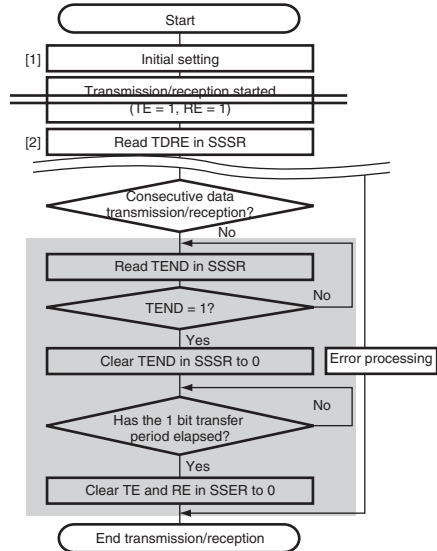 Start
[1] Initial setting
Transmission/reception started
(TE = 1, RE = 1)
[2] Read TDRE in SSSR
Consecutive data
transmission/reception?
No
Read TEND in SSSR
TEND = 1?
No
Yes
Clear TEND in SSSR to 0
Error processing
No
Has the 1 bit transfer
period elapsed?
Yes
Clear TE and RE in SSER to 0
End transmission/reception